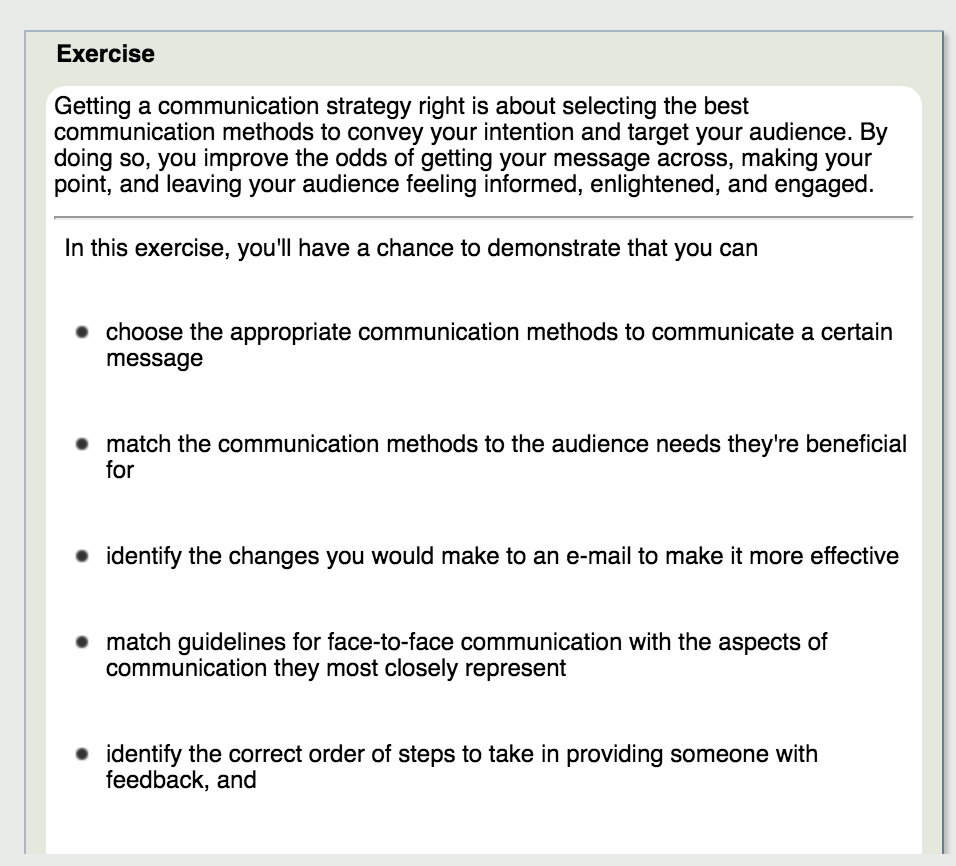 Exercise
Getting a communication strategy right is about selecting the best
communication methods to convey your intention and target your audience. By
doing so, you improve the odds of getting your message across, making your
point, and leaving your audience feeling informed, enlightened, and engaged.
In this exercise, you'll have a chance to demonstrate that you can
choose the appropriate communication methods to communicate a certain
message
match the communication methods to the audience needs they're beneficial
for
identify the changes you would make to an e-mail to make it more effective
match guidelines for face-to-face communication with the aspects of
communication they most closely represent
identify the correct order of steps to take in providing someone with
feedback, and